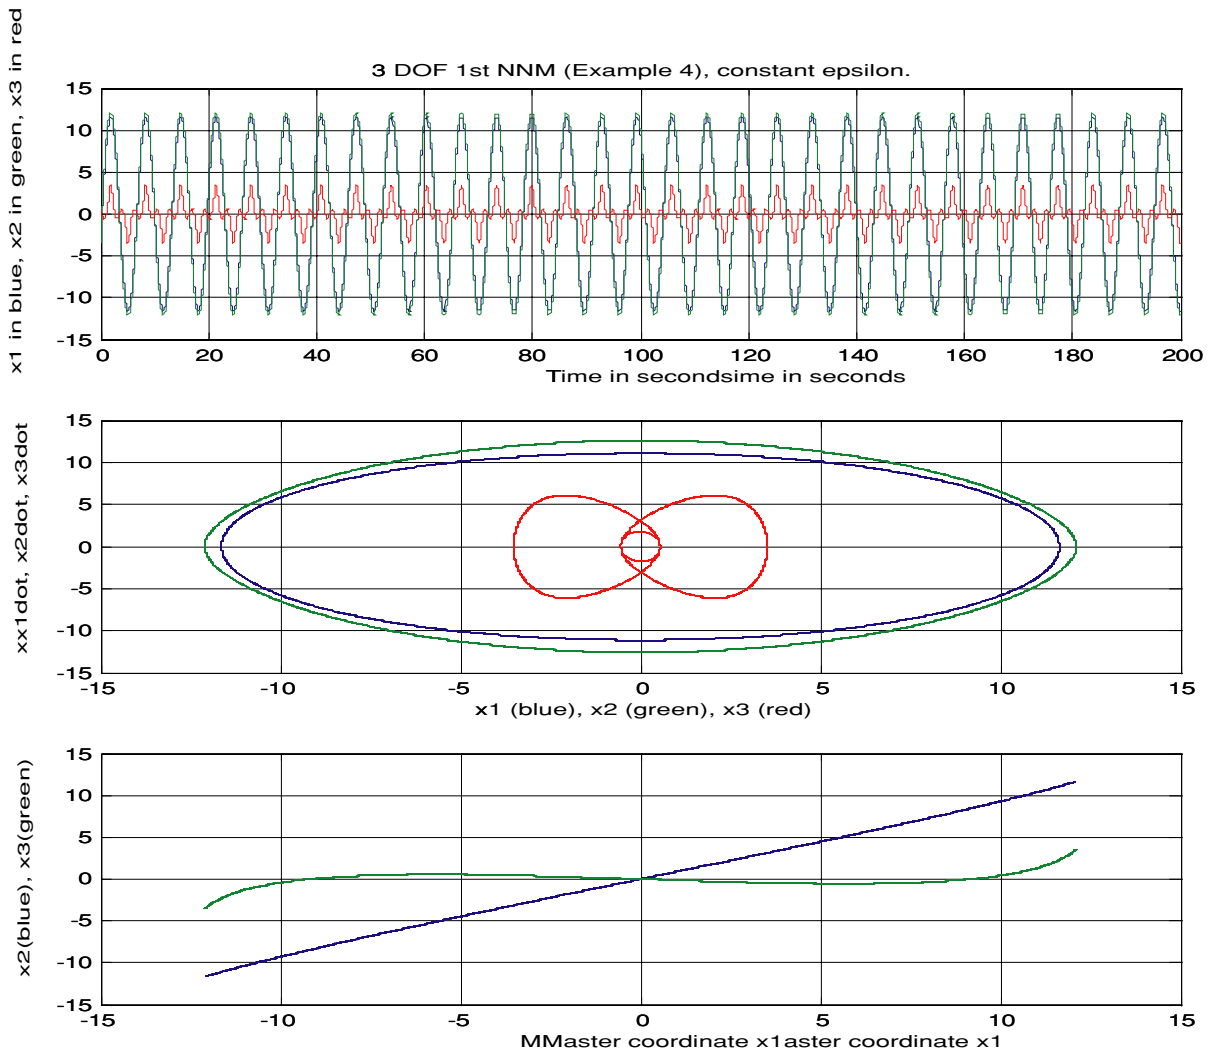 3 DOF 1st NNM (Example 4), constant epsilon.
x1 in blue, x2 in green, x3 in red
15
10
5
0
-5
-10
-15
0 20 40 60 80 100 120 140 160 180 200
Time in secondsime in seconds
xx1dot, x2dot, x3dot
15
10
5
0
-5
-10
-15
-15 -10 -5 0 5 10 15
x1 (blue), x2 (green), x3 (red)
x2(blue), x3(green)
15
10
5
0
-5
-10
-15
-15 -10 -5 0 5 10 15
MMaster coordinate x1aster coordinate x1